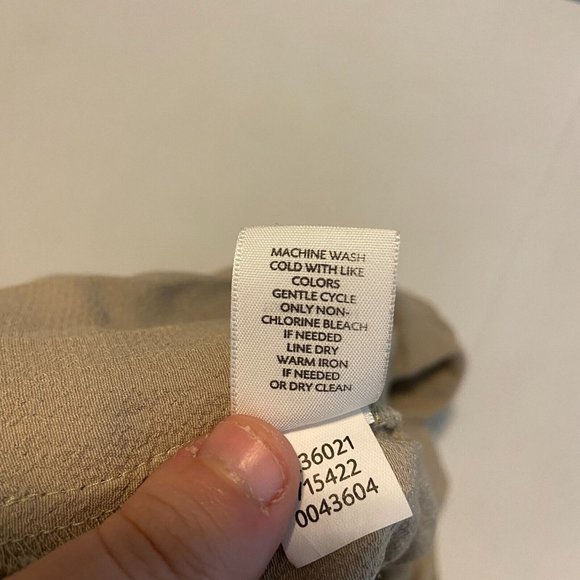 MACHINE WASH
COLD WITH LIKE
COLORS
GENTLE CYCLE
ONLY NON-
CHLORINE BLEACH
IF NEEDED
LINE DRY
WARM IRON
IF NEEDED
OR DRY CLEAN
36021
715422
0043604